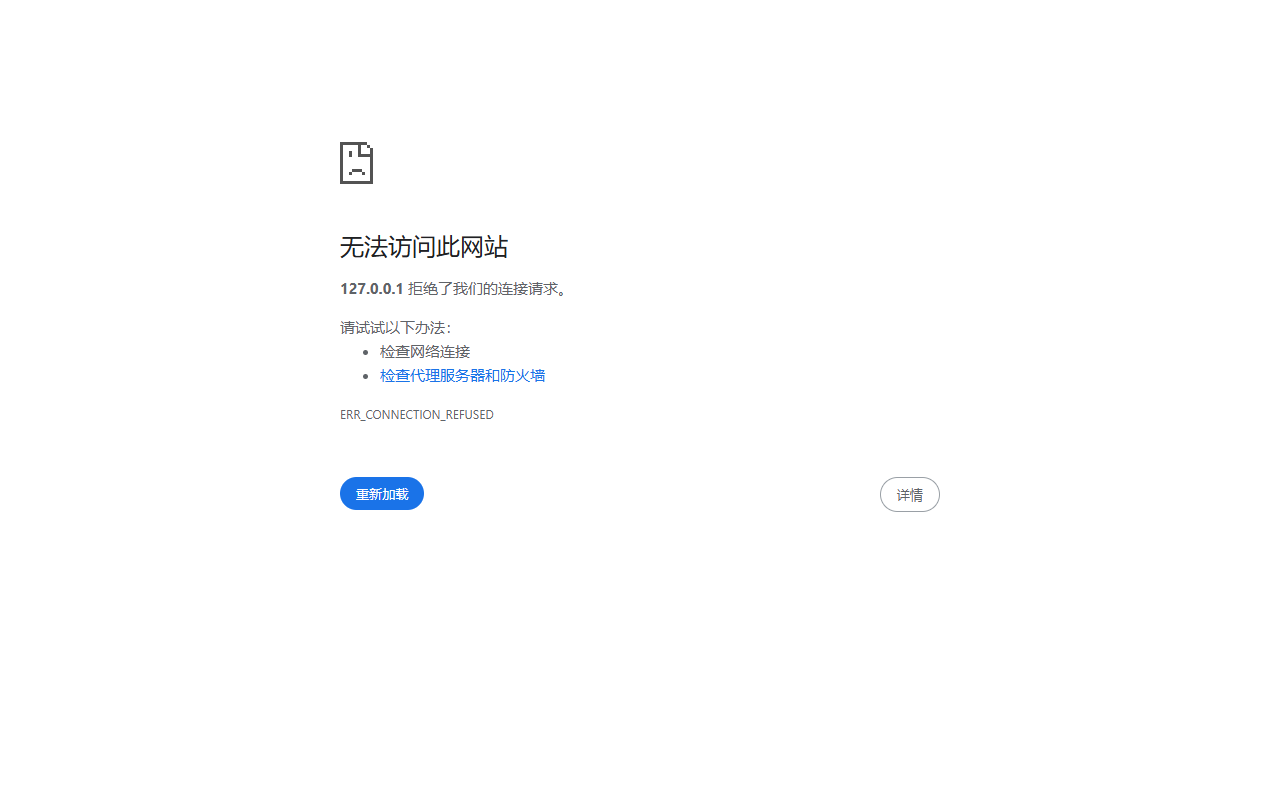 无法访问此网站
127.0.0.1 拒绝了我们的连接请求。
请试试以下办法：
检查网络连接
检查代理服务器和防火墙
ERR_CONNECTION_REFUSED
重新加载
详情